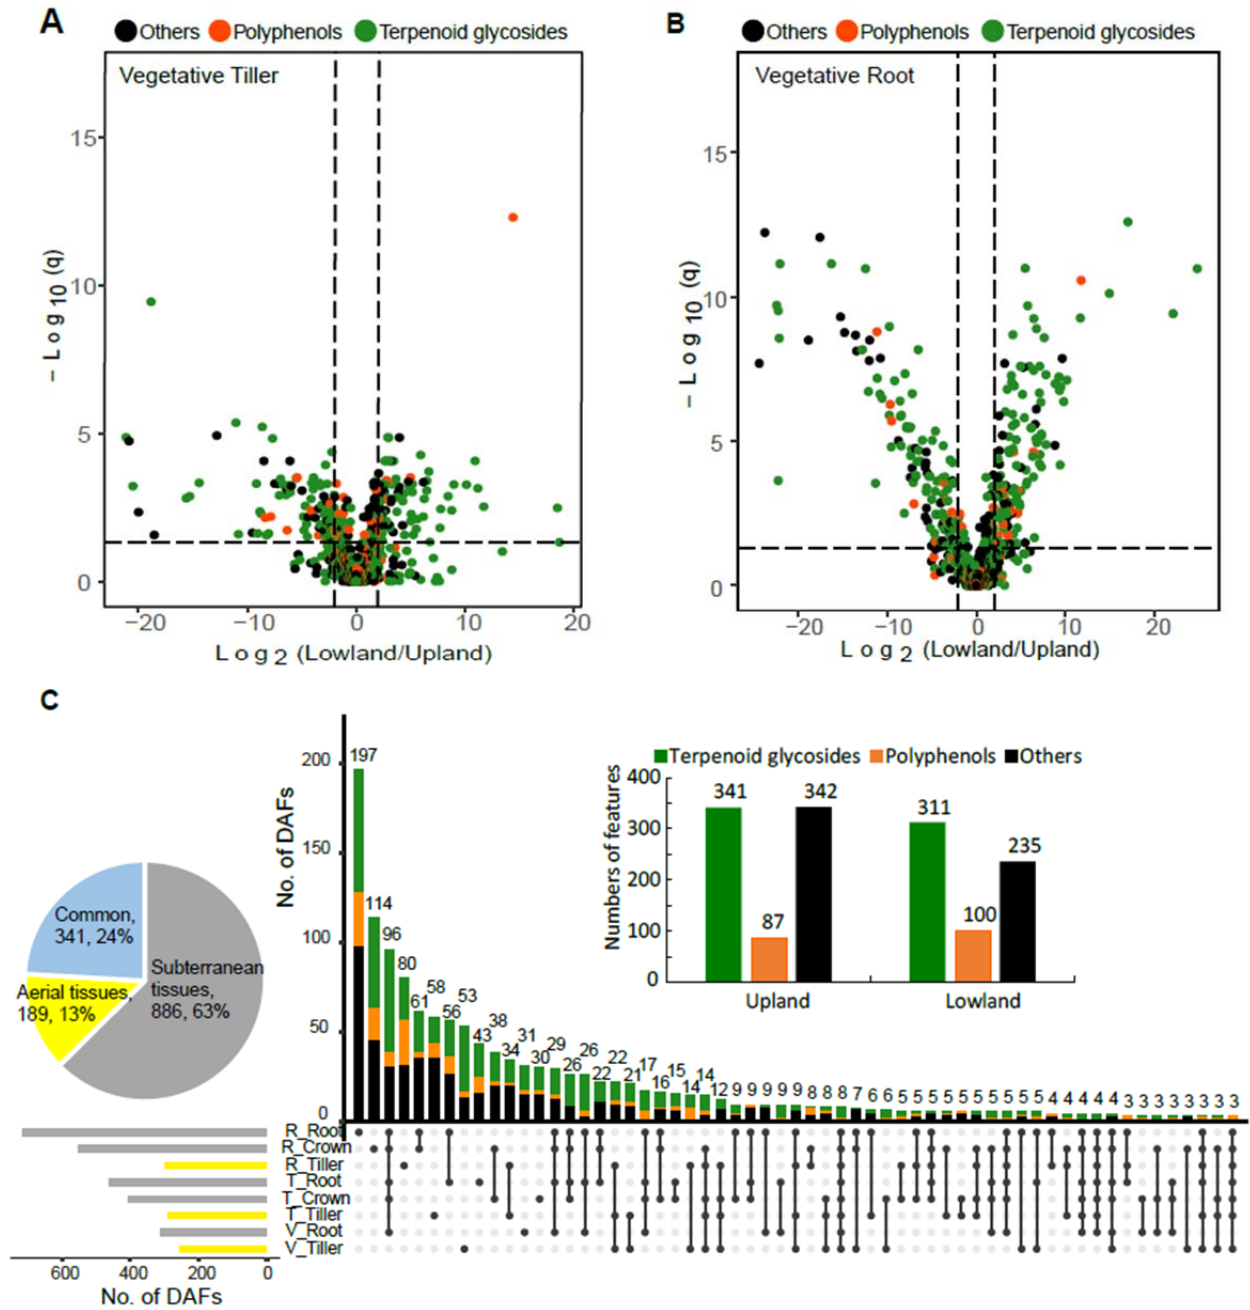 A
Others Polyphenols Terpenoid glycosides
Vegetative Tiller
15
10
5
0
− Log10 (q)
−20 −10 0 10 20
Log2 (Lowland/Upland)
B
Others Polyphenols Terpenoid glycosides
Vegetative Root
15
10
5
0
− Log10 (q)
−20 −10 0 10 20
Log2 (Lowland/Upland)
C
Common,
341, 24%
Aerial tissues,
189, 13%
Subterranean
tissues,
886, 63%
No. of DAFs
200
150
100
50
0
197 114 96 80 61 58 56 53 43 38 34 31 30 29 26 26 22 22 21 17 16 15 14 14 12 9 9 9 9 9 8 8 7 6 6 5 5 5 5 5 5 5 5 5 5 4 4 4 4 4 3 3 3 3 3 3 3 3
Terpenoid glycosides Polyphenols Others
Numbers of features
400
300
200
100
0
341 87 342
311 100 235
Upland Lowland
R_Root
R_Crown
R_Tiller
T_Root
T_Crown
T_Tiller
V_Root
V_Tiller
600 400 200 0
No. of DAFs